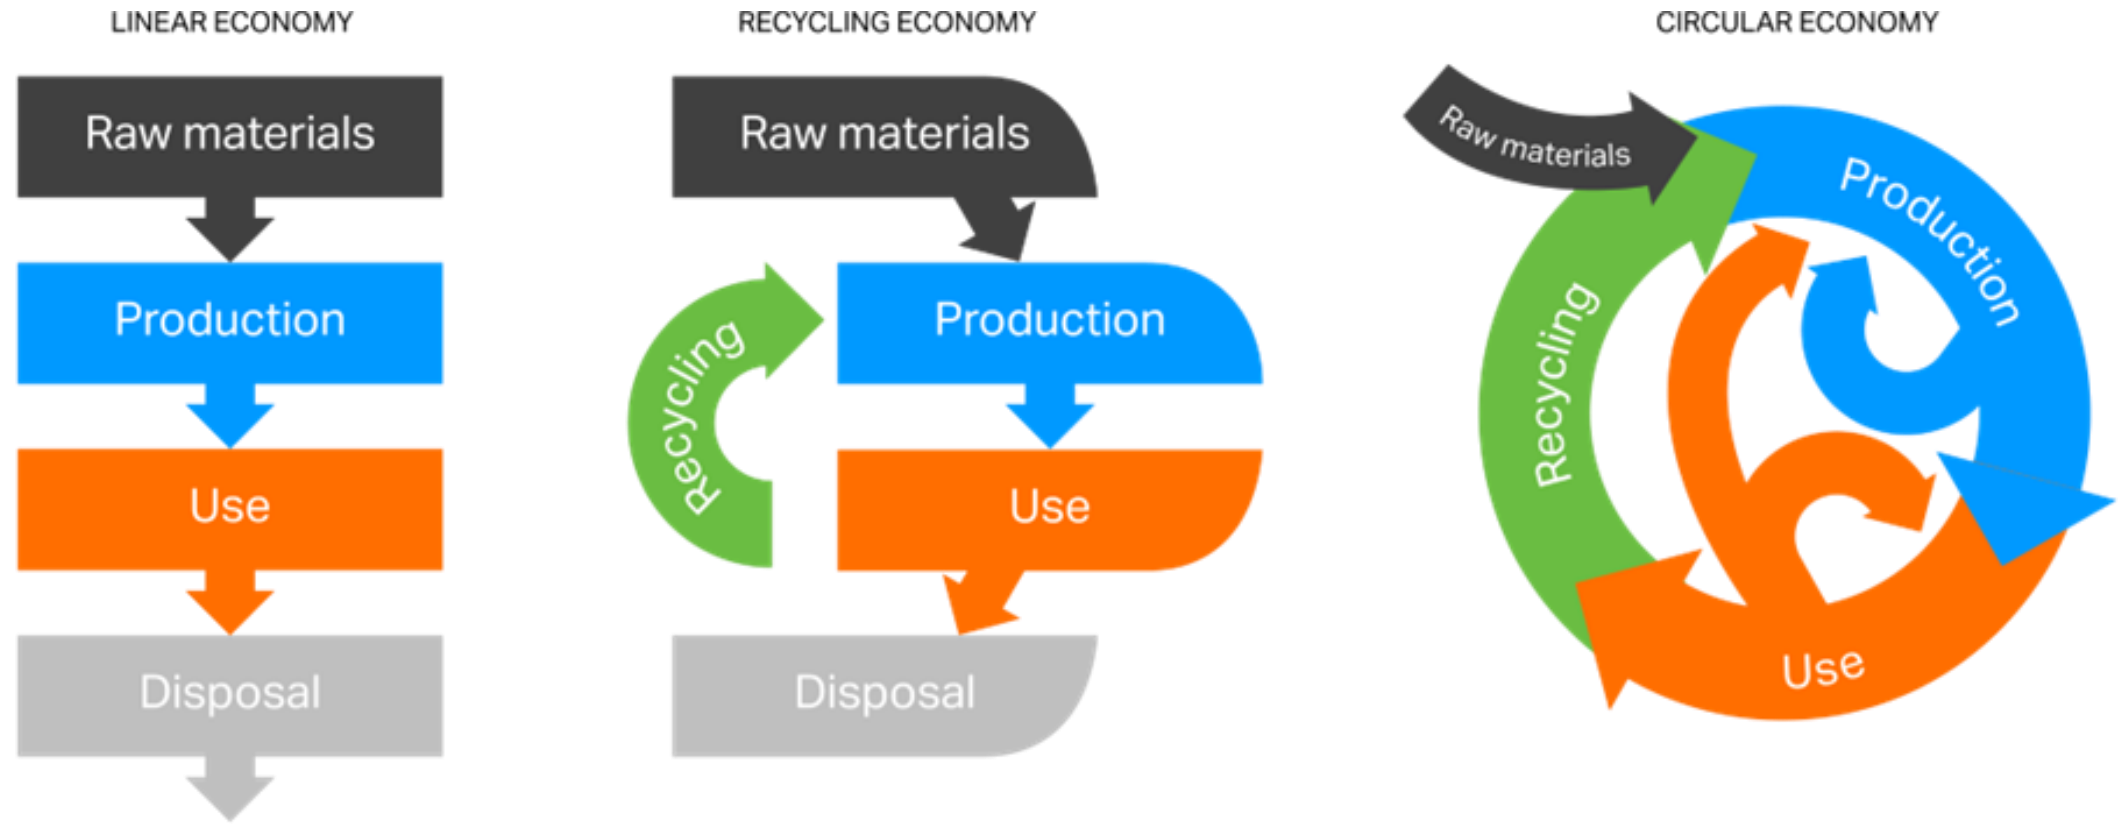 LINEAR ECONOMY
Raw materials
Production
Use
Disposal
RECYCLING ECONOMY
Raw materials
Production
Recycling
Use
Disposal
CIRCULAR ECONOMY
Raw materials
Production
Recycling
Use